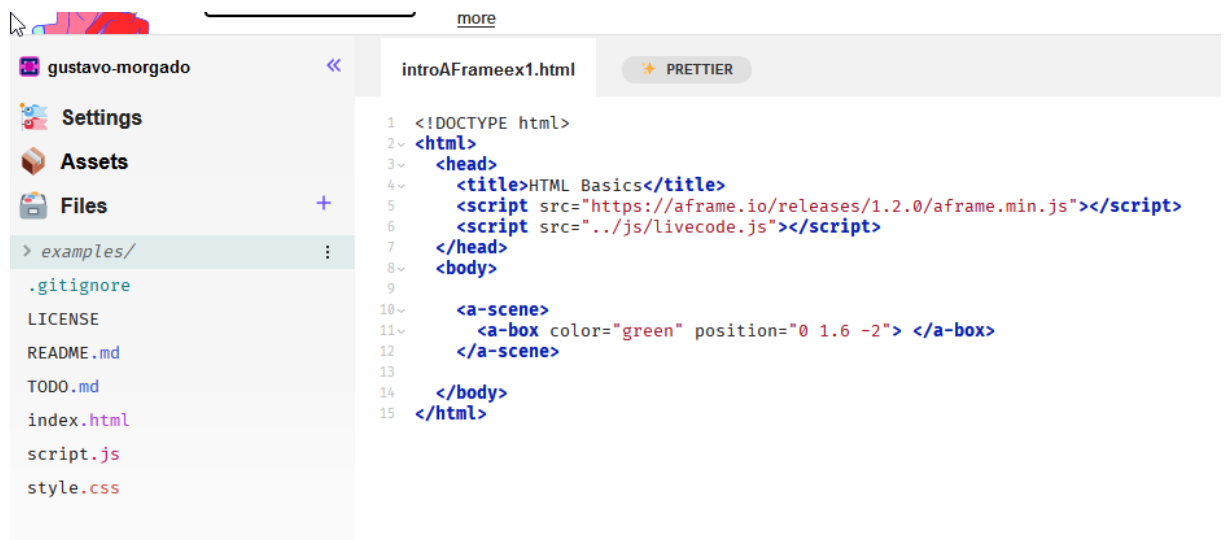 more
gustavo-morgado
Settings
Assets
Files
examples/
.gitignore
LICENSE
README.md
TODO.md
index.html
script.js
style.css
introAFrameex1.html
PRETTIER
1 <!DOCTYPE html>
2 <html>
3 <head>
4 <title>HTML Basics</title>
5 <script src="https://aframe.io/releases/1.2.0/aframe.min.js"></script>
6 <script src="../js/livecode.js"></script>
7 </head>
8 <body>
9
10 <a-scene>
11 <a-box color="green" position="0 1.6 -2"> </a-box>
12 </a-scene>
13
14 </body>
15 </html>